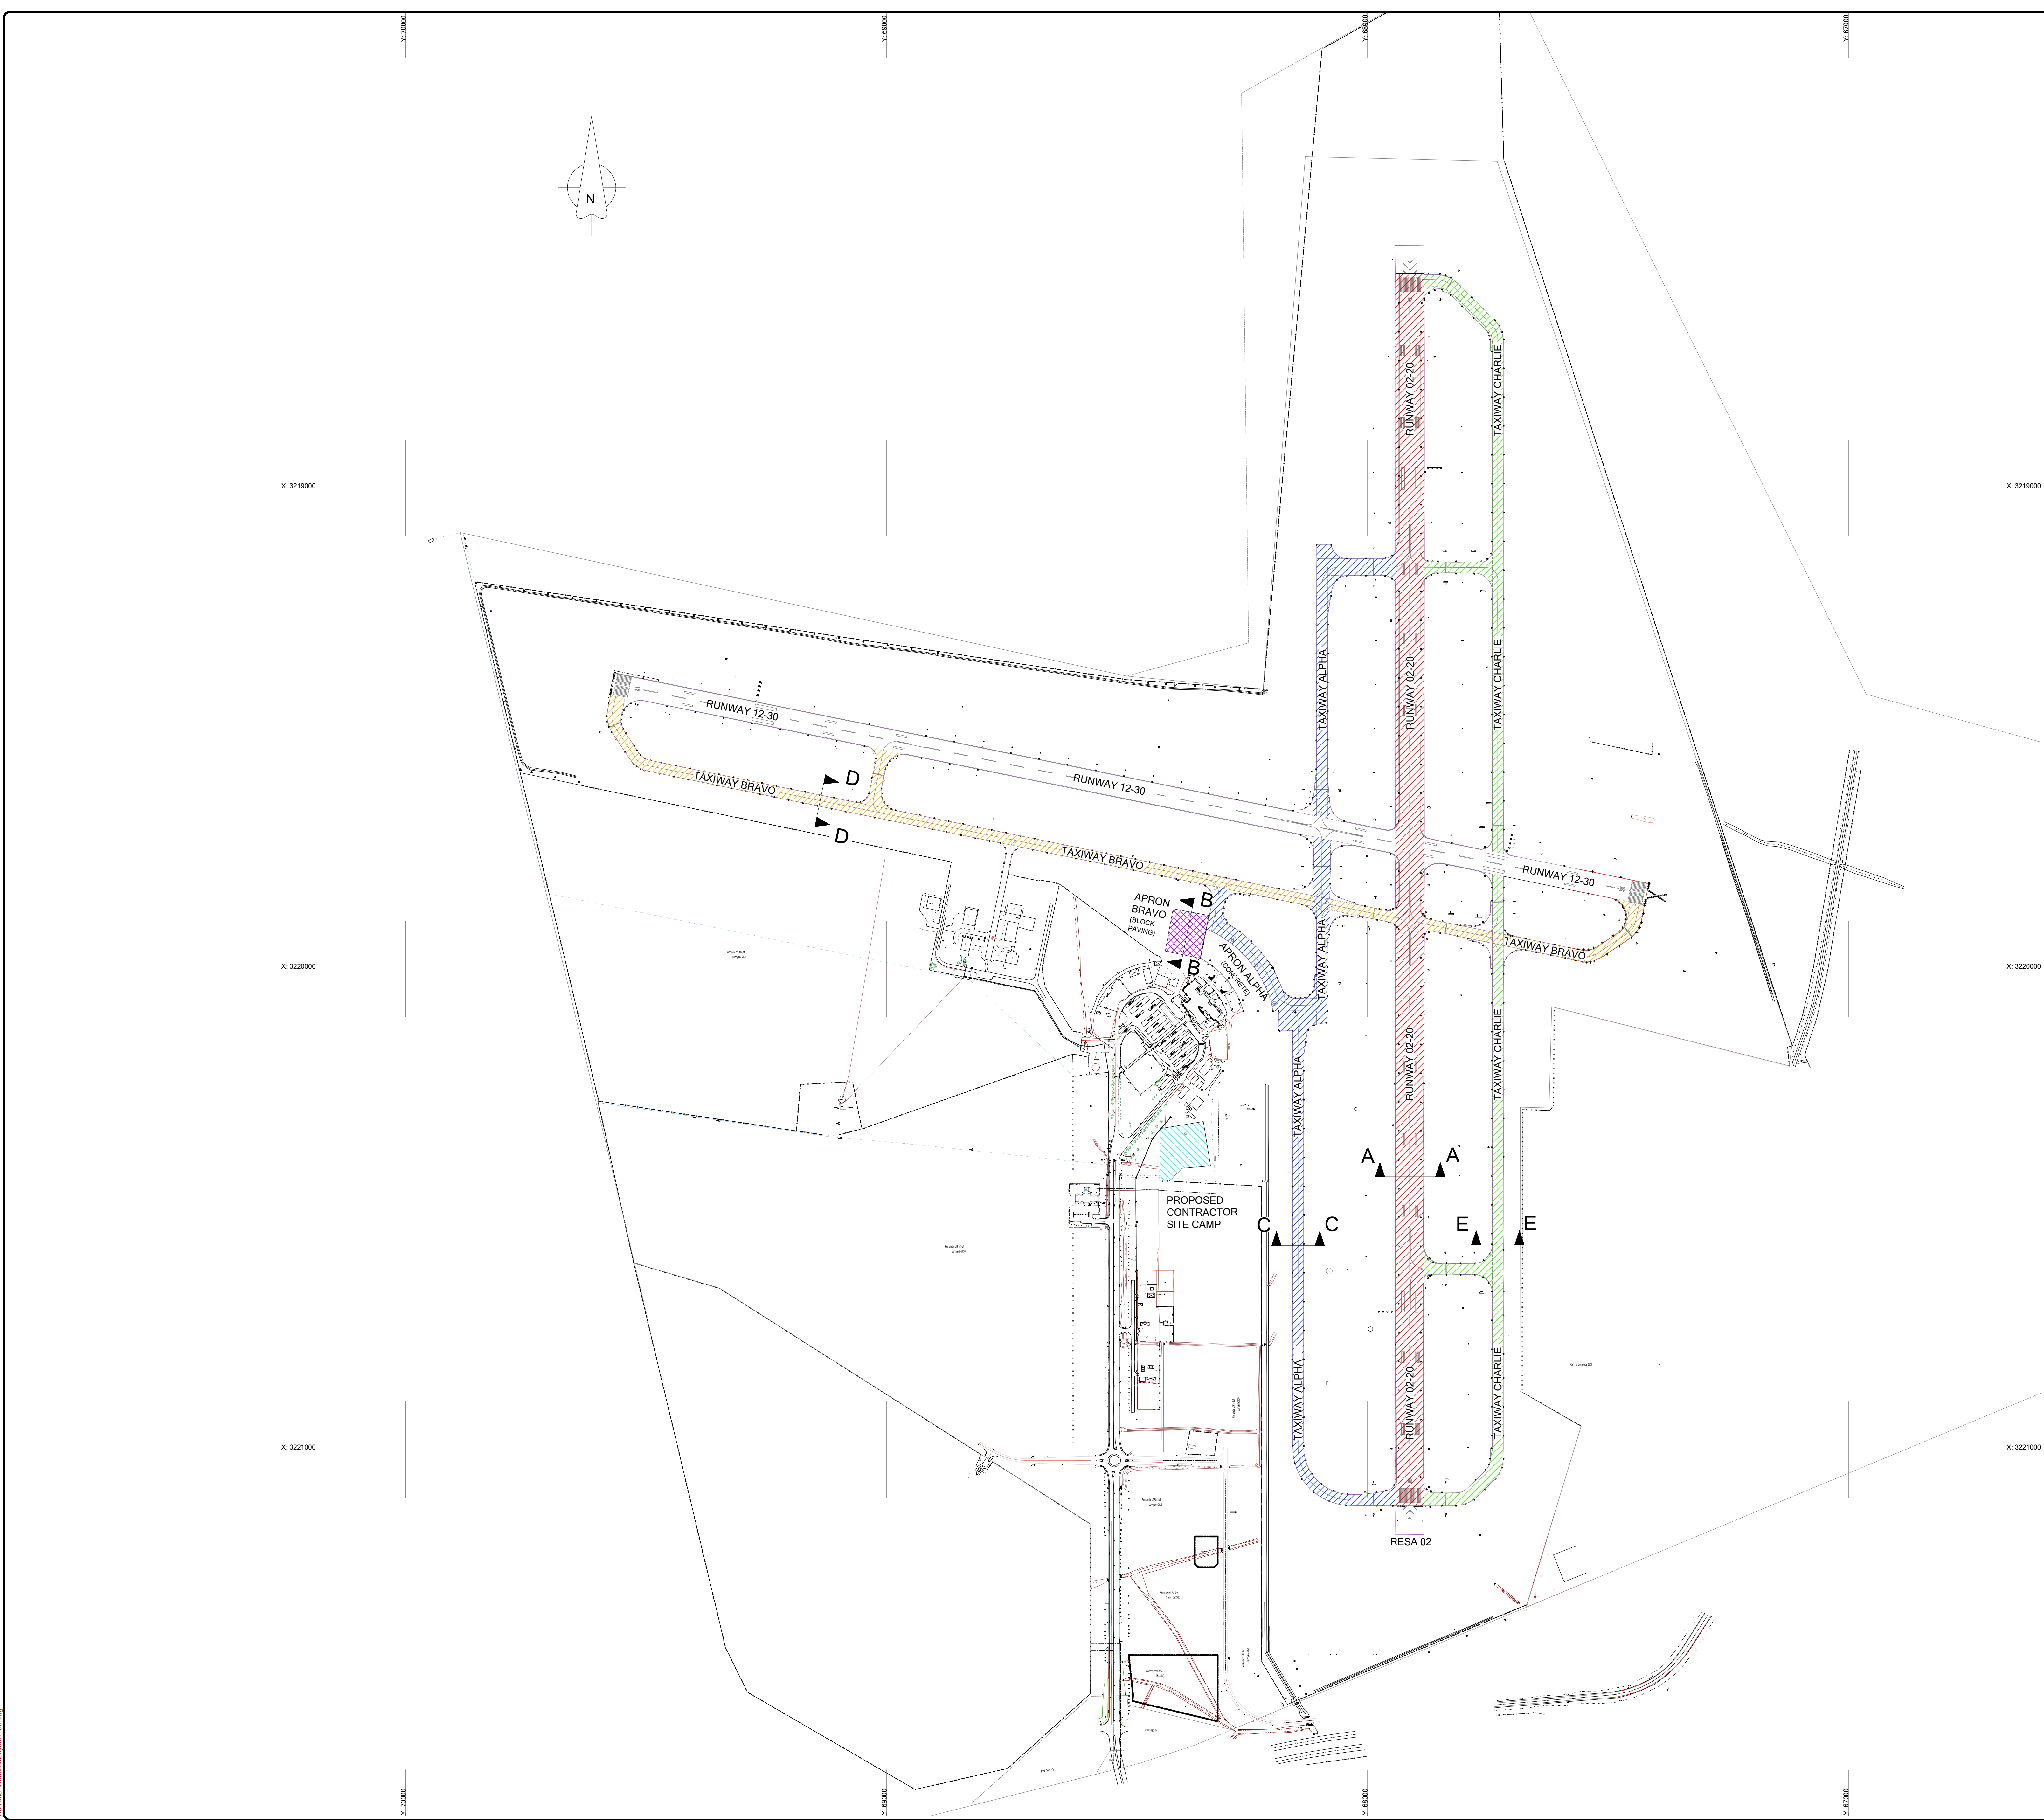 Y: 70000
Y: 69000
Y: 68000
Y: 67000
N
RUNWAY 02-20
TAXIWAY CHARLIE
X: 3219000
X: 3219000
TAXIWAY ALPHA
RUNWAY 02-20
TAXIWAY CHARLIE
RUNWAY 12-30
RUNWAY 12-30
RUNWAY 12-30
TAXIWAY BRAVO
D
D
TAXIWAY BRAVO
TAXIWAY BRAVO
APRON
BRAVO
(BLOCK
PAVING)
B
B
APRON ALPHA
(CONCRETE)
TAXIWAY ALPHA
X: 3220000
X: 3220000
TAXIWAY ALPHA
RUNWAY 02-20
TAXIWAY CHARLIE
A
A
PROPOSED
CONTRACTOR
SITE CAMP
C
C
E
E
TAXIWAY ALPHA
RUNWAY 02-20
TAXIWAY CHARLIE
X: 3221000
X: 3221000
RESA 02
Y: 70000
Y: 69000
Y: 68000
Y: 67000